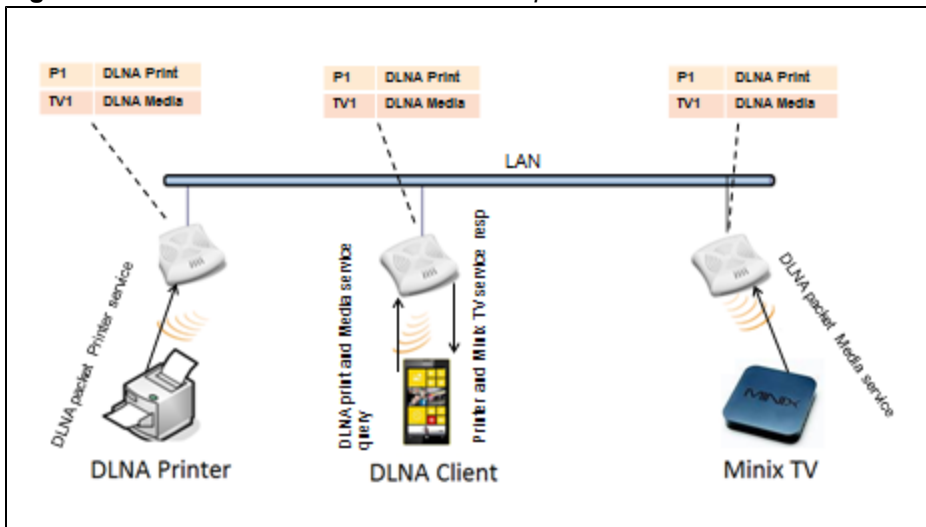 P1 DLNA Print
TV1 DLNA Media
P1 DLNA Print
TV1 DLNA Media
P1 DLNA Print
TV1 DLNA Media
LAN
DLNA packet Printer service
DLNA print and Media service
query
Printer and Minix TV service resp
DLNA packet Media service
MINIX
DLNA Printer
DLNA Client
Minix TV